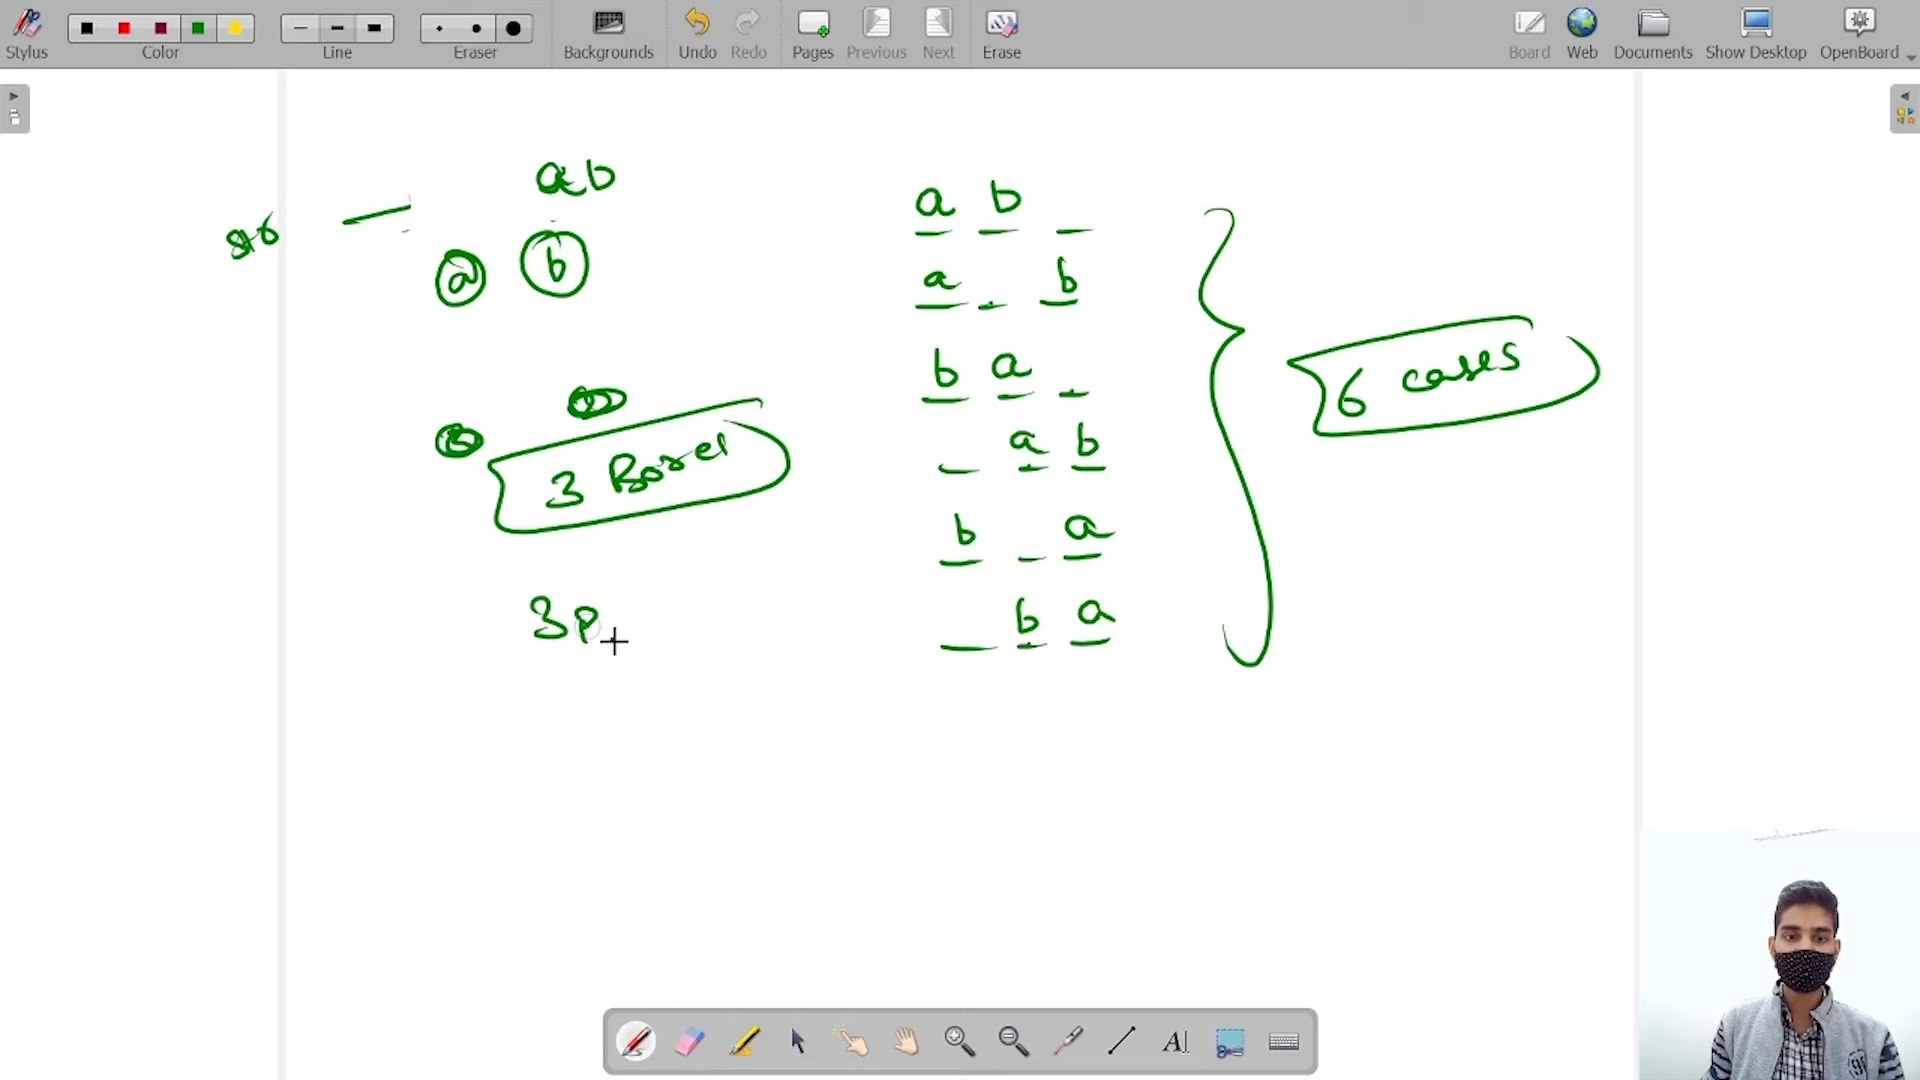 Stylus
Color
Line
Eraser
Backgrounds
Undo
Redo
Pages
Previous
Next
Erase
Board
Web
Documents
Show Desktop
OpenBoard
ab
a b
3 Boxes
3P
a b _
a _ b
b a _
_ a b
b _ a
_ b a
6 cases